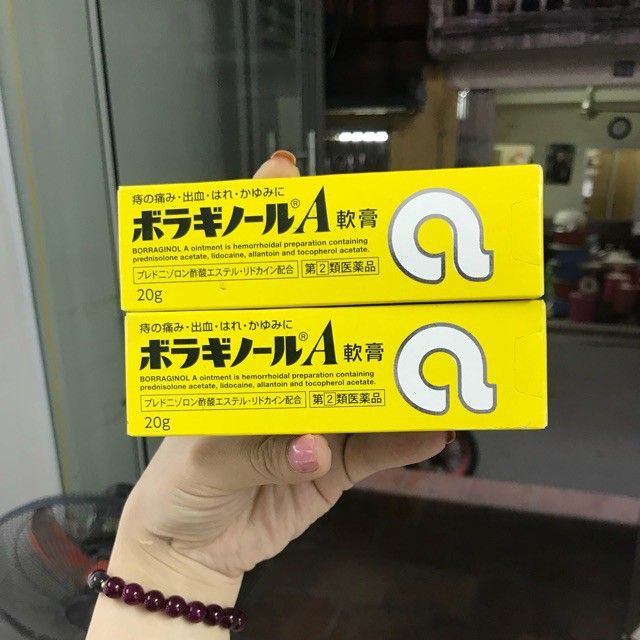 痔の痛み・出血・はれ・かゆみに
ボラギノール®A 軟膏
BORRAGINOL A ointment is hemorrhoidal preparation containing
prednisolone acetate, lidocaine, allantoin and tocopherol acetate.
プレドニゾロン酢酸エステル・リドカイン配合 第②類医薬品
20g
痔の痛み・出血・はれ・かゆみに
ボラギノール®A 軟膏
BORRAGINOL A ointment is hemorrhoidal preparation containing
prednisolone acetate, lidocaine, allantoin and tocopherol acetate.
プレドニゾロン酢酸エステル・リドカイン配合 第②類医薬品
20g